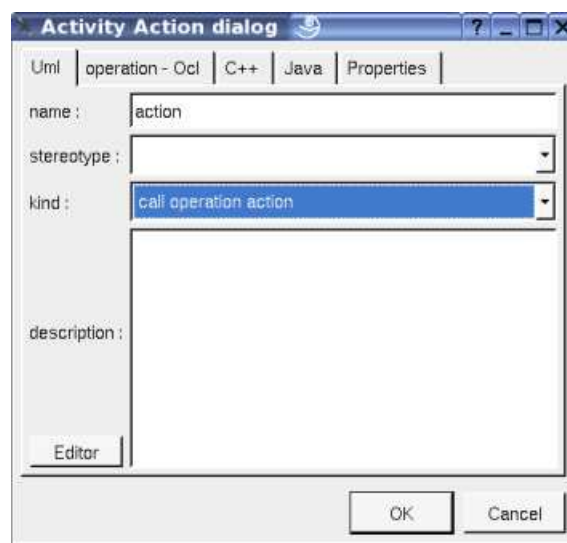 Activity Action dialog ? _ □ X
Uml operation - Ocl C++ Java Properties
name : action
stereotype :
kind : call operation action
description :
Editor
OK Cancel